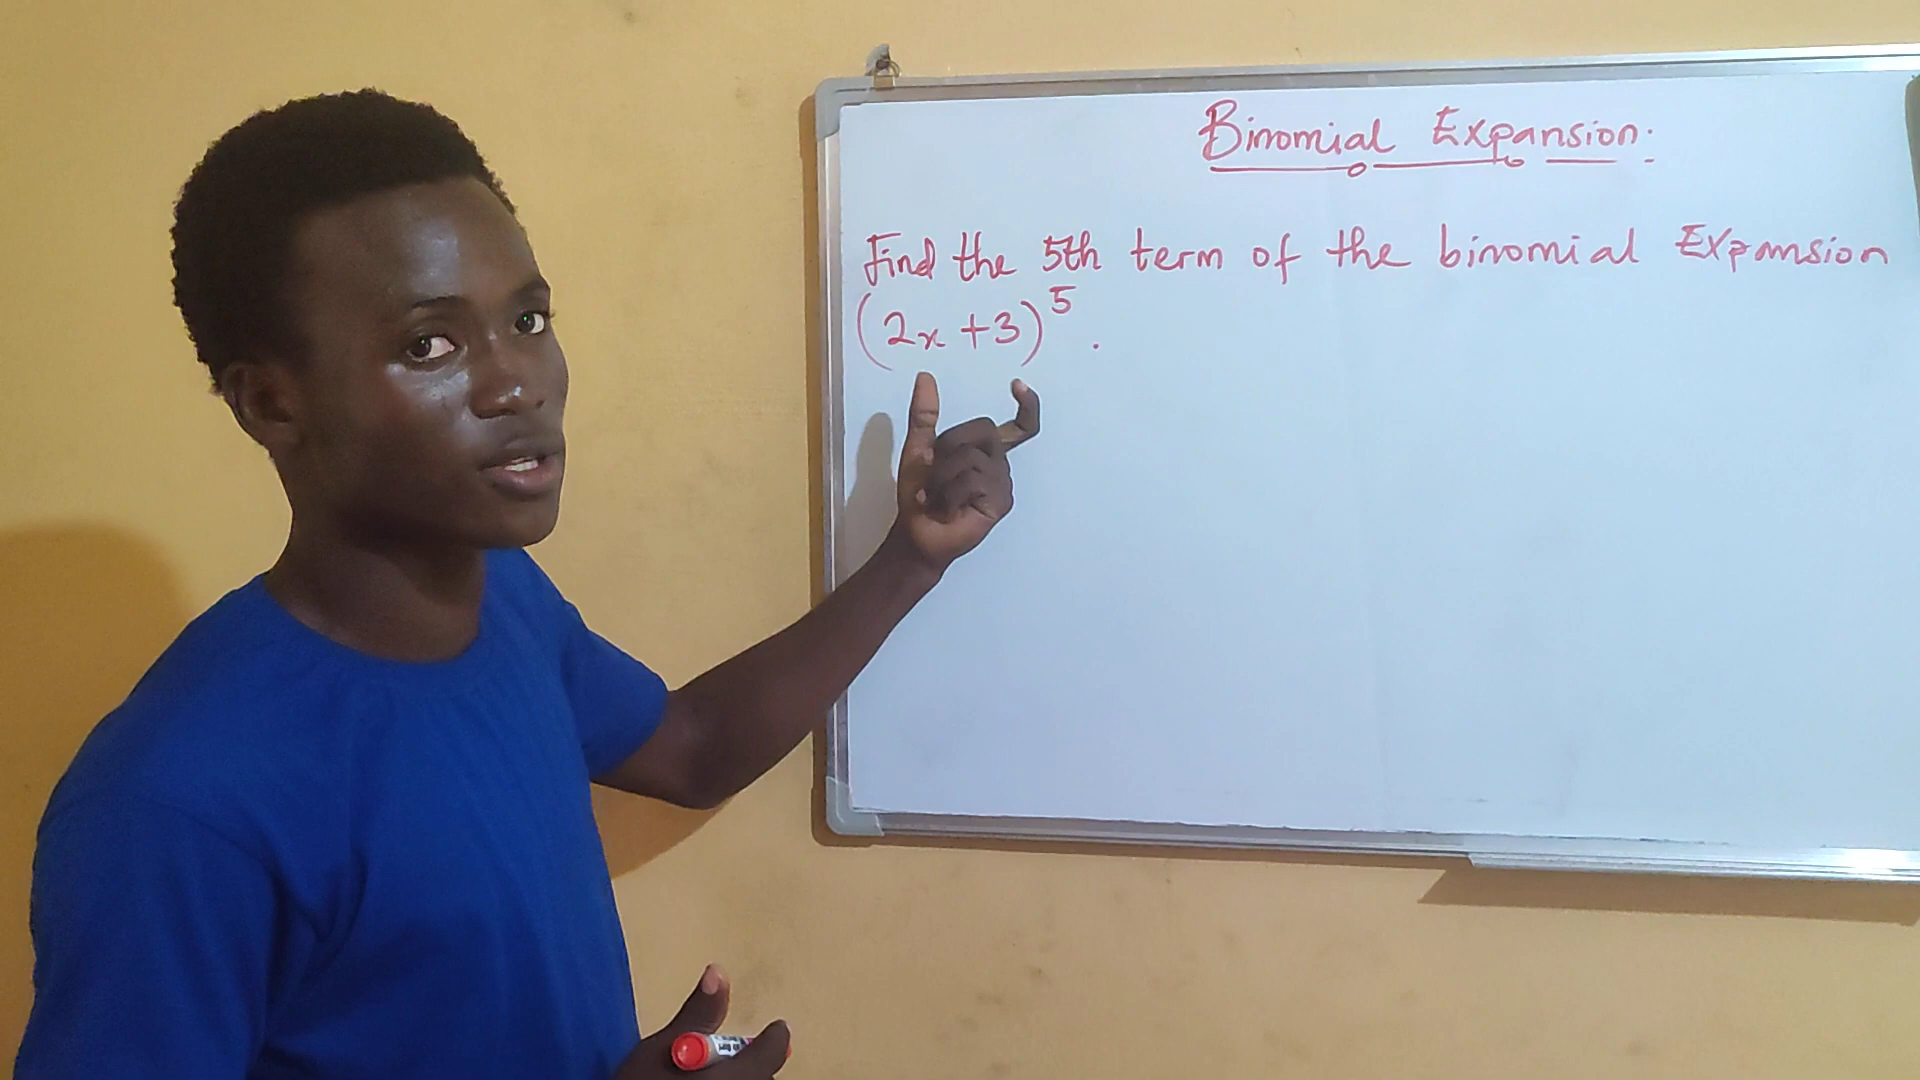 Binomial Expansion.
Find the 5th term of the binomial Expansion
(2x +3)^5 .